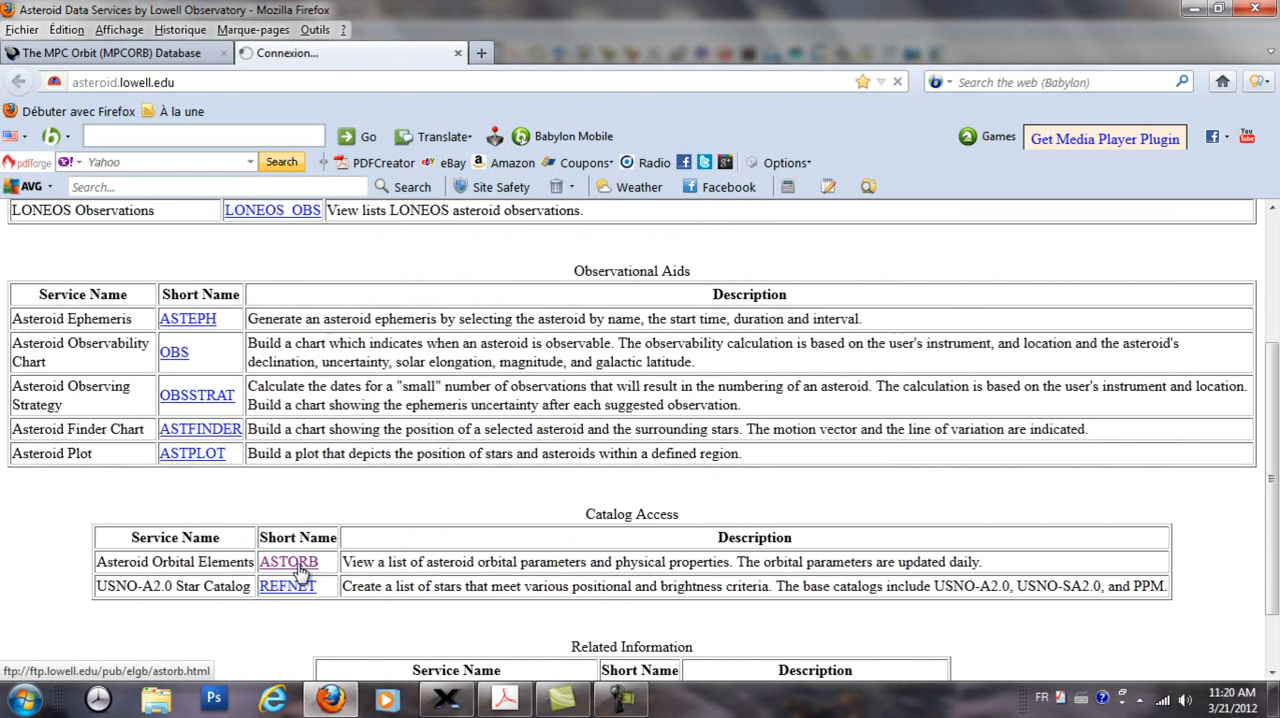 Asteroid Data Services by Lowell Observatory - Mozilla Firefox
Fichier Édition Affichage Historique Marque-pages Outils ?
The MPC Orbit (MPCORB) Database × Connexion... × +
asteroid.lowell.edu Search the web (Babylon)
Débuter avec Firefox À la une
Go Translate Babylon Mobile Games Get Media Player Plugin
pdfforge Yahoo Search PDFCreator eBay Amazon Coupons Radio Options
AVG Search... Search Site Safety Weather Facebook
LONEOS Observations LONEOS_OBS View lists LONEOS asteroid observations.
Observational Aids
Service Name Short Name Description
Asteroid Ephemeris ASTEPH Generate an asteroid ephemeris by selecting the asteroid by name, the start time, duration and interval.
Asteroid Observability Chart OBS Build a chart which indicates when an asteroid is observable. The observability calculation is based on the user's instrument, and location and the asteroid's
declination, uncertainty, solar elongation, magnitude, and galactic latitude.
Asteroid Observing Strategy OBSSTRAT Calculate the dates for a "small" number of observations that will result in the numbering of an asteroid. The calculation is based on the user's instrument and location.
Build a chart showing the ephemeris uncertainty after each suggested observation.
Asteroid Finder Chart ASTFINDER Build a chart showing the position of a selected asteroid and the surrounding stars. The motion vector and the line of variation are indicated.
Asteroid Plot ASTPLOT Build a plot that depicts the position of stars and asteroids within a defined region.
Catalog Access
Service Name Short Name Description
Asteroid Orbital Elements ASTORB View a list of asteroid orbital parameters and physical properties. The orbital parameters are updated daily.
USNO-A2.0 Star Catalog REFNET Create a list of stars that meet various positional and brightness criteria. The base catalogs include USNO-A2.0, USNO-SA2.0, and PPM.
Related Information
Service Name Short Name Description
ftp://ftp.lowell.edu/pub/elgb/astorb.html
Ps FR 11:20 AM
3/21/2012